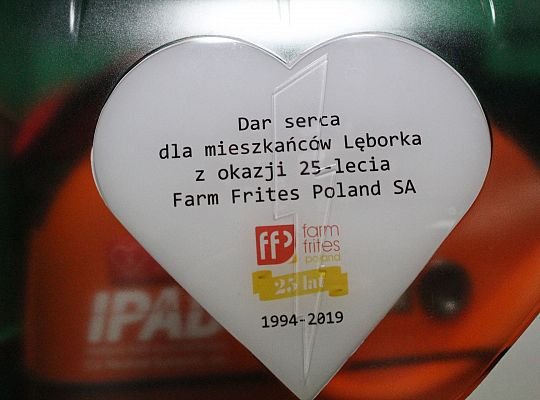 Dar serca
dla mieszkańców Lęborka
z okazji 25-lecia
Farm Frites Poland SA
ffp farm
frites
poland
25 lat
1994-2019
IPAD